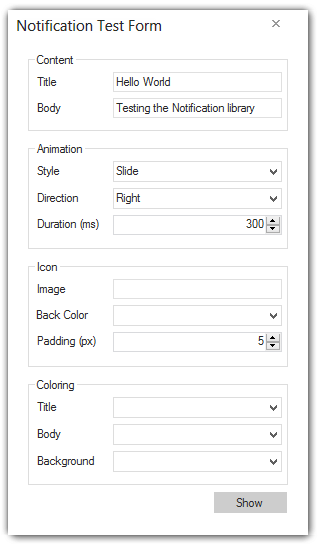 Notification Test Form
Content
Title Hello World
Body Testing the Notification library
Animation
Style Slide
Direction Right
Duration (ms) 300
Icon
Image
Back Color
Padding (px) 5
Coloring
Title
Body
Background
Show